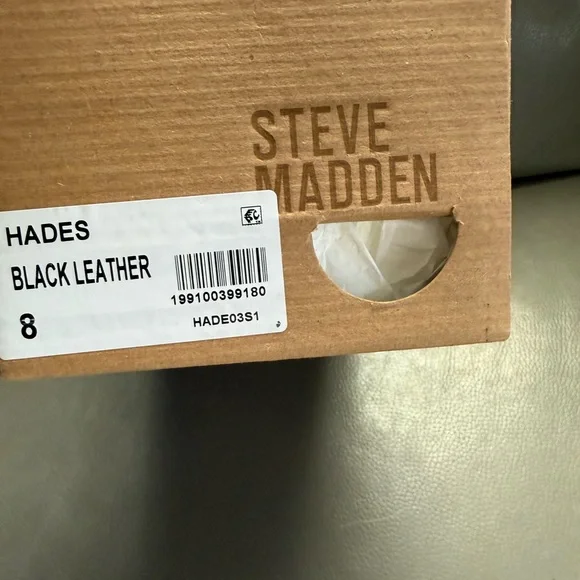 STEVE
MADDEN
HADES
BLACK LEATHER
8
199100399180
HADE03S1